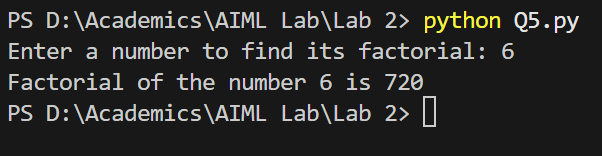 PS D:\Academics\AIML Lab\Lab 2> python Q5.py
Enter a number to find its factorial: 6
Factorial of the number 6 is 720
PS D:\Academics\AIML Lab\Lab 2>